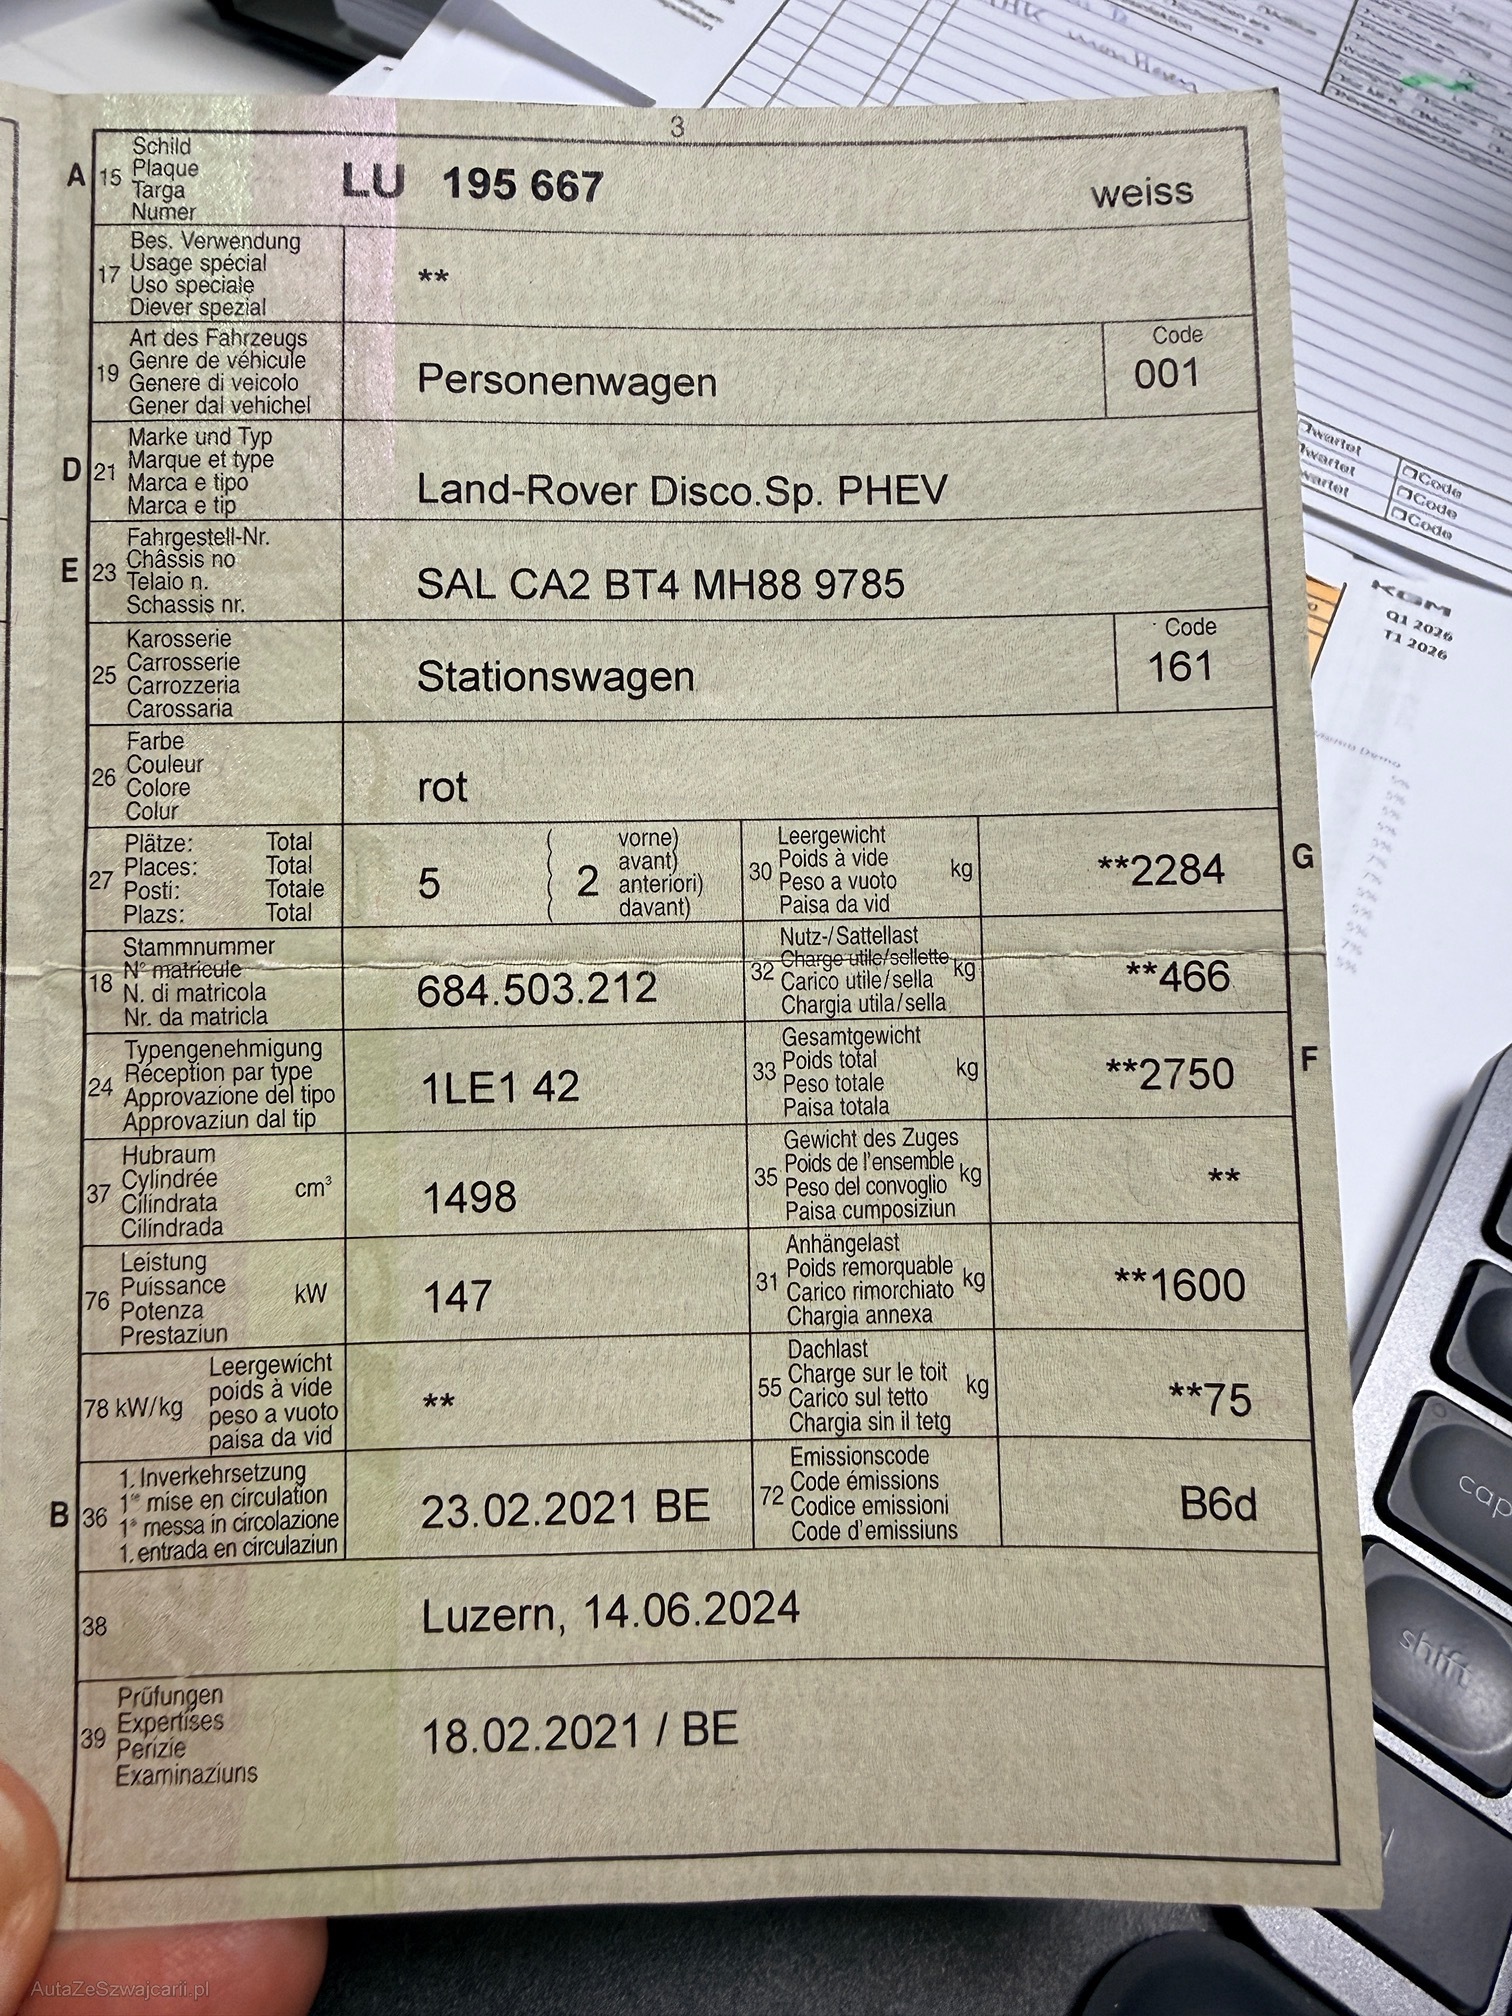 3
A 15 Schild
Plaque
Targa
Numer
LU 195 667 weiss
17 Bes. Verwendung
Usage spécial
Uso speciale
Diever spezial
**
19 Art des Fahrzeugs
Genre de véhicule
Genere di veicolo
Gener dal vehichel
Personenwagen
Code
001
D 21 Marke und Typ
Marque et type
Marca e tipo
Marca e tip
Land-Rover Disco.Sp. PHEV
E 23 Fahrgestell-Nr.
Châssis no
Telaio n.
Schassis nr.
SAL CA2 BT4 MH88 9785
25 Karosserie
Carrosserie
Carrozzeria
Carossaria
Stationswagen
Code
161
26 Farbe
Couleur
Colore
Colur
rot
27 Plätze: Total
Places: Total
Posti: Totale
Plazs: Total
5
( 2 vorne)
avant)
anteriori)
davant)
30 Leergewicht
Poids à vide
Peso a vuoto
Paisa da vid
kg
**2284
G
18 Stammnummer
N° matricule
N. di matricola
Nr. da matricla
684.503.212
32 Nutz-/Sattellast
Charge utile/sellette
Carico utile/sella
Chargia utila/sella
kg
**466
24 Typengenehmigung
Réception par type
Approvazione del tipo
Approvaziun dal tip
1LE1 42
33 Gesamtgewicht
Poids total
Peso totale
Paisa totala
kg
**2750
F
37 Hubraum
Cylindrée
Cilindrata
Cilindrada
cm³
1498
35 Gewicht des Zuges
Poids de l'ensemble
Peso del convoglio
Paisa cumposiziun
kg
**
76 Leistung
Puissance
Potenza
Prestaziun
kW
147
31 Anhängelast
Poids remorquable
Carico rimorchiato
Chargia annexa
kg
**1600
78 kW/kg Leergewicht
poids à vide
peso a vuoto
paisa da vid
**
55 Dachlast
Charge sur le toit
Carico sul tetto
Chargia sin il tetg
kg
**75
B 36 1. Inverkehrsetzung
1re mise en circulation
1a messa in circolazione
1. entrada en circulaziun
23.02.2021 BE
72 Emissionscode
Code émissions
Codice emissioni
Code d'emissiuns
B6d
38 Luzern, 14.06.2024
39 Prüfungen
Expertises
Perizie
Examinaziuns
18.02.2021 / BE
wartet
wartet
wartet
Code
Code
Code
KGM
Q1 2026
T1 2026
Demo
cap
shift
AutaZeSzwajcarii.pl